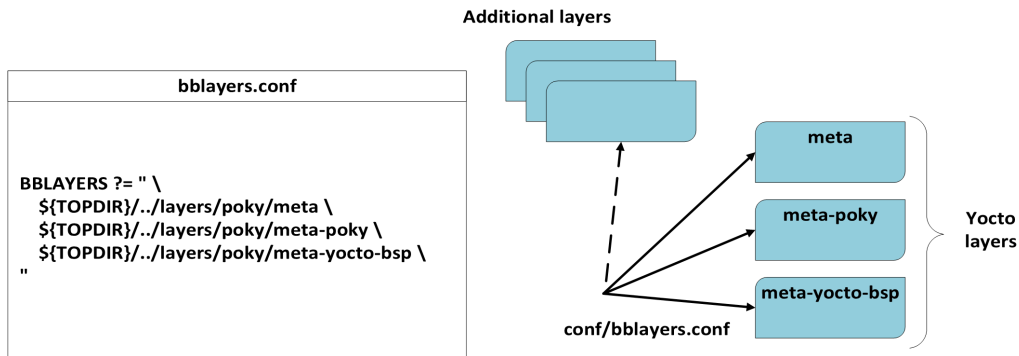 Additional layers
bblayers.conf
BBLAYERS ?= " \
${TOPDIR}/../layers/poky/meta \
${TOPDIR}/../layers/poky/meta-poky \
${TOPDIR}/../layers/poky/meta-yocto-bsp \
"
meta
meta-poky
meta-yocto-bsp
Yocto
layers
conf/bblayers.conf